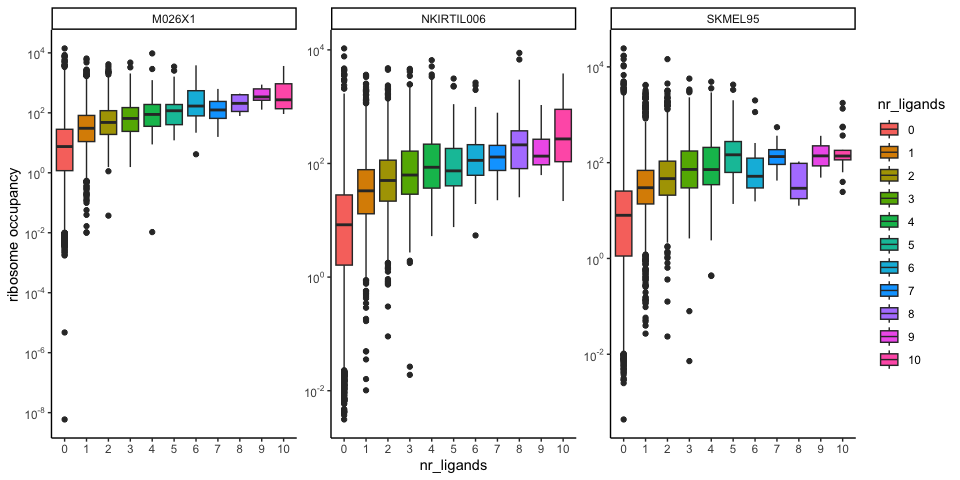 M026X1
NKIRTIL006
SKMEL95
ribosome occupancy
10^4
10^2
10^0
10^-2
10^-4
10^-6
10^-8
10^4
10^2
10^0
10^-2
10^4
10^2
10^0
10^-2
0 1 2 3 4 5 6 7 8 9 10
0 1 2 3 4 5 6 7 8 9 10
0 1 2 3 4 5 6 7 8 9 10
nr_ligands
nr_ligands
0
1
2
3
4
5
6
7
8
9
10